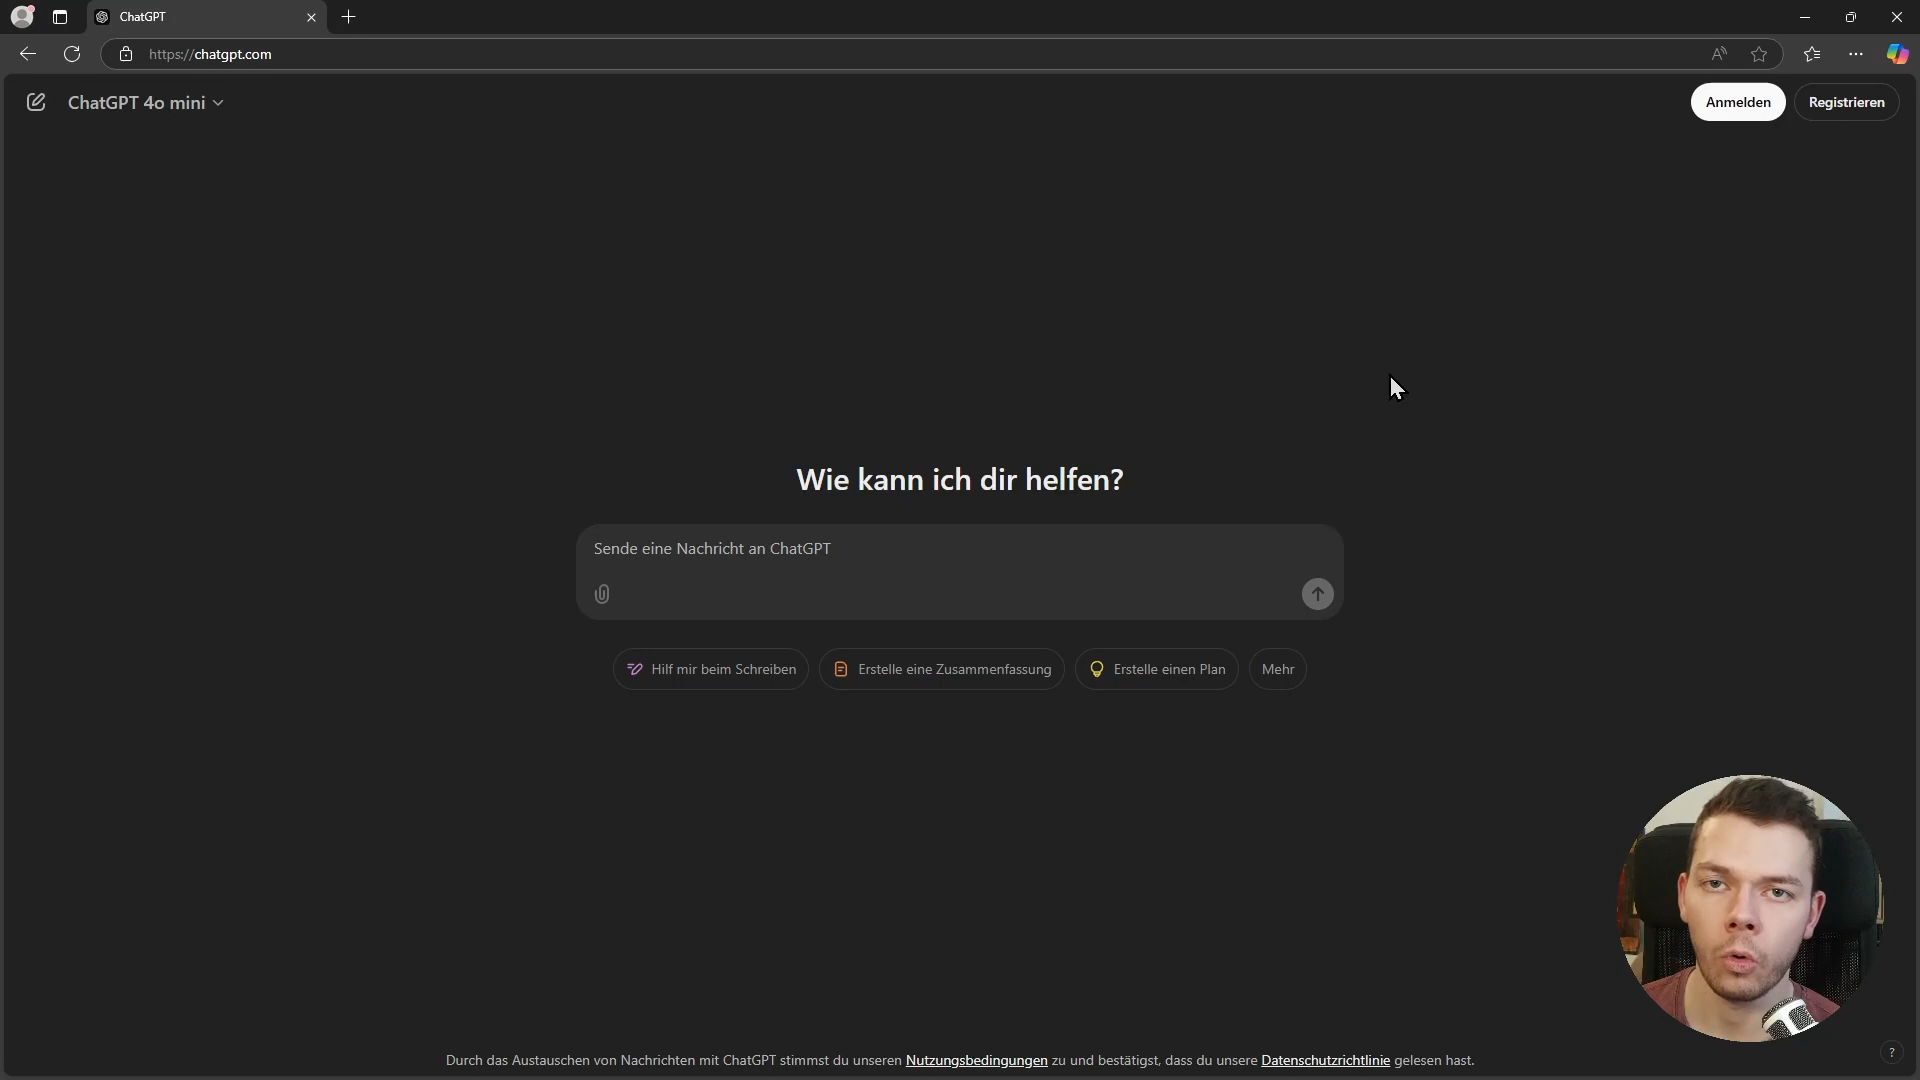 ChatGPT
https://chatgpt.com
ChatGPT 4o mini
Anmelden
Registrieren
Wie kann ich dir helfen?
Sende eine Nachricht an ChatGPT
Hilf mir beim Schreiben
Erstelle eine Zusammenfassung
Erstelle einen Plan
Mehr
Durch das Austauschen von Nachrichten mit ChatGPT stimmst du unseren Nutzungsbedingungen zu und bestätigst, dass du unsere Datenschutzrichtlinie gelesen hast.
?